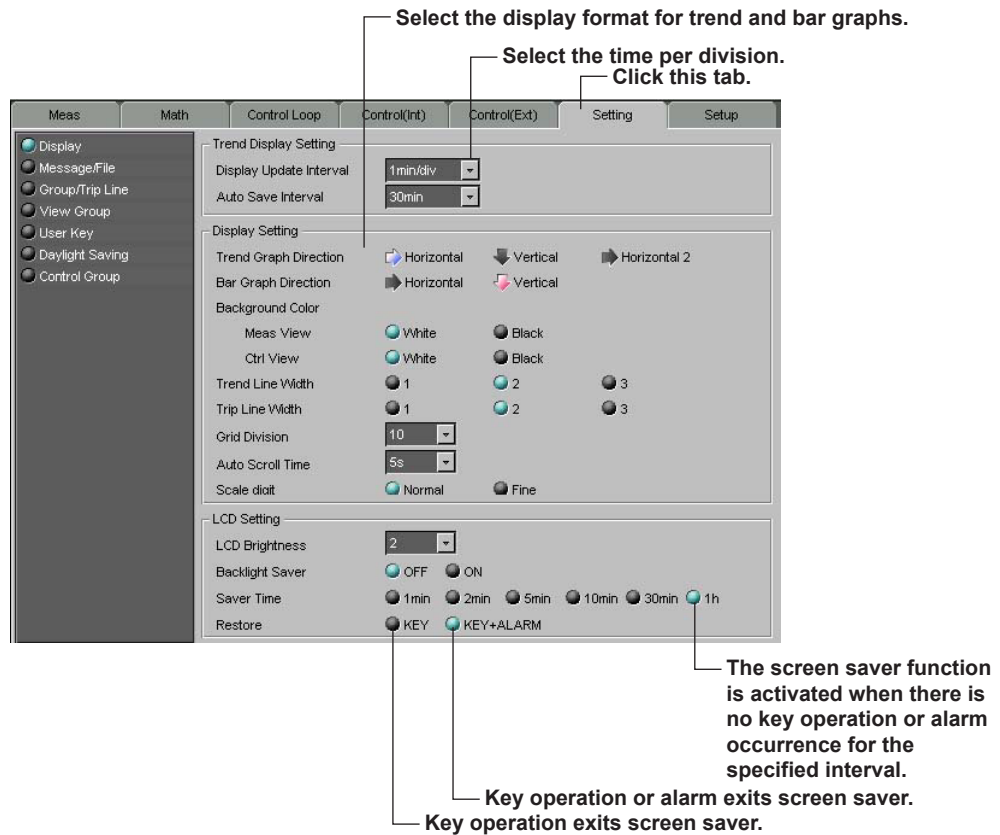 Select the display format for trend and bar graphs.
Select the time per division.
Click this tab.
Meas Math Control Loop Control(Int) Control(Ext) Setting Setup
Display
Message/File
Group/Trip Line
View Group
User Key
Daylight Saving
Control Group
Trend Display Setting
Display Update Interval 1min/div
Auto Save Interval 30min
Display Setting
Trend Graph Direction Horizontal Vertical Horizontal 2
Bar Graph Direction Horizontal Vertical
Background Color
Meas View White Black
Ctrl View White Black
Trend Line Width 1 2 3
Trip Line Width 1 2 3
Grid Division 10
Auto Scroll Time 5s
Scale digit Normal Fine
LCD Setting
LCD Brightness 2
Backlight Saver OFF ON
Saver Time 1min 2min 5min 10min 30min 1h
Restore KEY KEY+ALARM
The screen saver function
is activated when there is
no key operation or alarm
occurrence for the
specified interval.
Key operation or alarm exits screen saver.
Key operation exits screen saver.